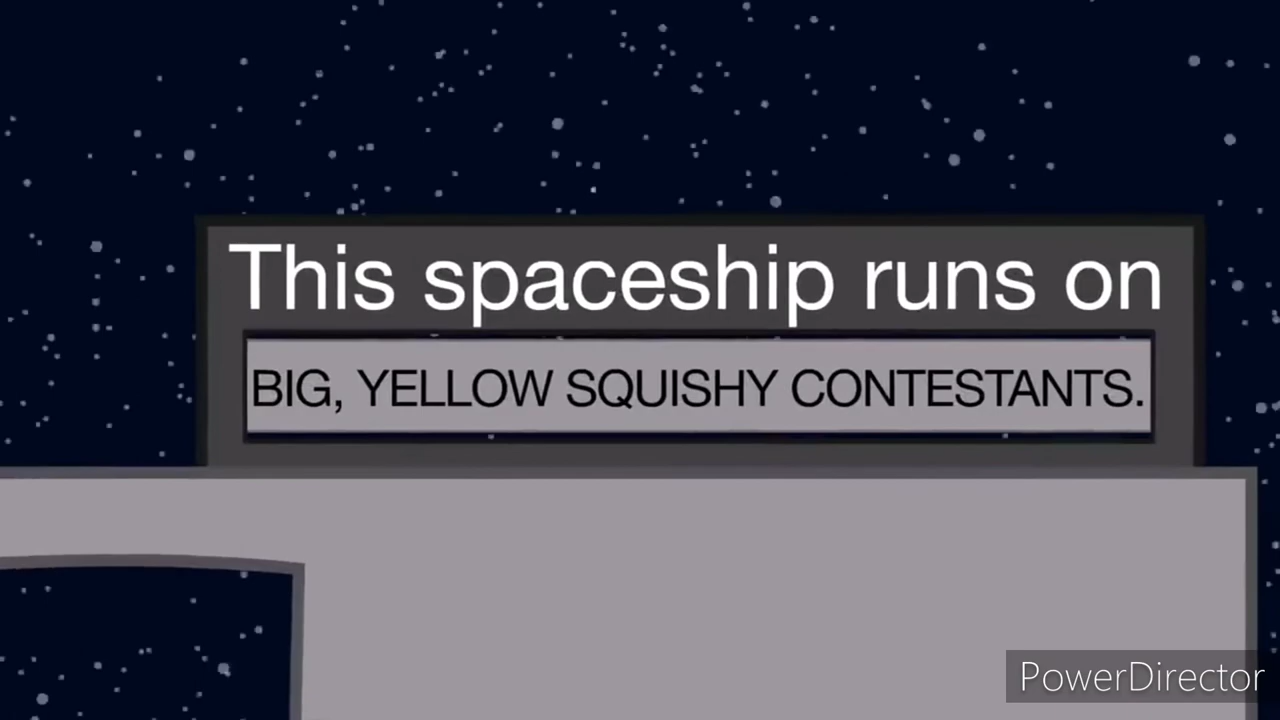 This spaceship runs on
BIG, YELLOW SQUISHY CONTESTANTS.
PowerDirector